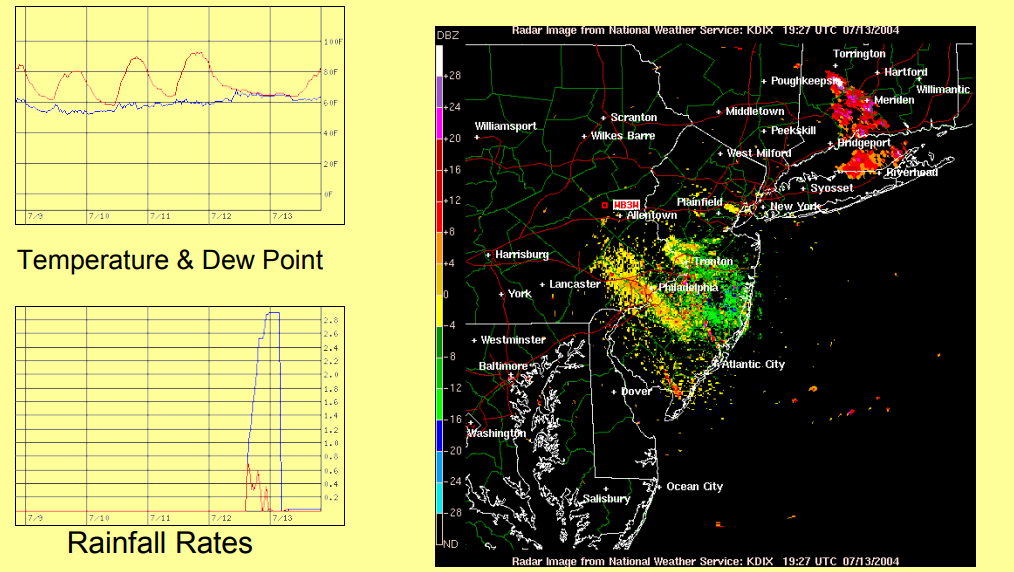 100F
80F
60F
40F
20F
0F
7/9 7/10 7/11 7/12 7/13
Temperature & Dew Point
2.8
2.6
2.4
2.2
2.0
1.8
1.6
1.4
1.2
1.0
0.8
0.6
0.4
0.2
7/9 7/10 7/11 7/12 7/13
Rainfall Rates
Radar Image from National Weather Service: KDIX 19:27 UTC 07/13/2004
DBZ
+28
+24
+20
+16
+12
+8
+4
0
-4
-8
-12
-16
-20
-24
-28
ND
Torrington
Hartford
Poughkeepsie
Willimantic
Meriden
Middletown
Scranton
Williamsport
Wilkes Barre
Peekskill
Bridgeport
West Milford
Riverhead
Syosset
Plainfield
New York
WB3W
Allentown
Harrisburg
Trenton
Lancaster
Philadelphia
York
Westminster
Baltimore
Atlantic City
Dover
Washington
Ocean City
Salisbury
Radar Image from National Weather Service: KDIX 19:27 UTC 07/13/2004